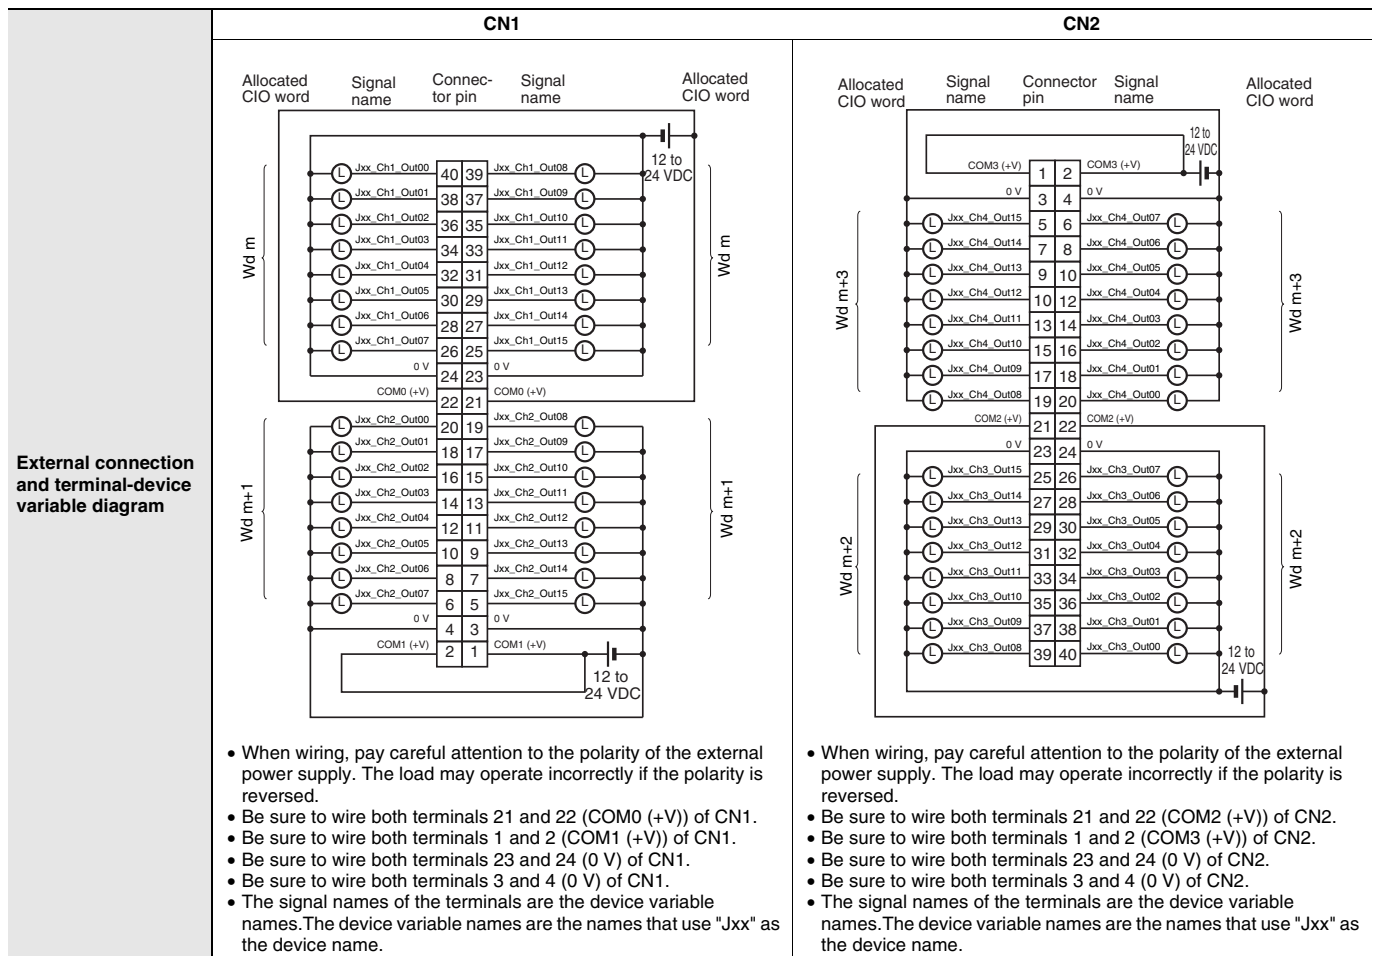 CN1
CN2
External connection
and terminal-device
variable diagram
Allocated
CIO word
Signal
name
Connec-
tor pin
Signal
name
Allocated
CIO word
12 to
24 VDC
Wd m
Wd m
L Jxx_Ch1_Out00 40 39 Jxx_Ch1_Out08 L
L Jxx_Ch1_Out01 38 37 Jxx_Ch1_Out09 L
L Jxx_Ch1_Out02 36 35 Jxx_Ch1_Out10 L
L Jxx_Ch1_Out03 34 33 Jxx_Ch1_Out11 L
L Jxx_Ch1_Out04 32 31 Jxx_Ch1_Out12 L
L Jxx_Ch1_Out05 30 29 Jxx_Ch1_Out13 L
L Jxx_Ch1_Out06 28 27 Jxx_Ch1_Out14 L
L Jxx_Ch1_Out07 26 25 Jxx_Ch1_Out15 L
0 V 24 23 0 V
COM0 (+V) 22 21 COM0 (+V)
Wd m+1
Wd m+1
L Jxx_Ch2_Out00 20 19 Jxx_Ch2_Out08 L
L Jxx_Ch2_Out01 18 17 Jxx_Ch2_Out09 L
L Jxx_Ch2_Out02 16 15 Jxx_Ch2_Out10 L
L Jxx_Ch2_Out03 14 13 Jxx_Ch2_Out11 L
L Jxx_Ch2_Out04 12 11 Jxx_Ch2_Out12 L
L Jxx_Ch2_Out05 10 9 Jxx_Ch2_Out13 L
L Jxx_Ch2_Out06 8 7 Jxx_Ch2_Out14 L
L Jxx_Ch2_Out07 6 5 Jxx_Ch2_Out15 L
0 V 4 3 0 V
COM1 (+V) 2 1 COM1 (+V)
12 to
24 VDC
• When wiring, pay careful attention to the polarity of the external
power supply. The load may operate incorrectly if the polarity is
reversed.
• Be sure to wire both terminals 21 and 22 (COM0 (+V)) of CN1.
• Be sure to wire both terminals 1 and 2 (COM1 (+V)) of CN1.
• Be sure to wire both terminals 23 and 24 (0 V) of CN1.
• Be sure to wire both terminals 3 and 4 (0 V) of CN1.
• The signal names of the terminals are the device variable
names.The device variable names are the names that use "Jxx" as
the device name.
Allocated
CIO word
Signal
name
Connector
pin
Signal
name
Allocated
CIO word
12 to
24 VDC
COM3 (+V) 1 2 COM3 (+V)
0 V 3 4 0 V
Wd m+3
Wd m+3
L Jxx_Ch4_Out15 5 6 Jxx_Ch4_Out07 L
L Jxx_Ch4_Out14 7 8 Jxx_Ch4_Out06 L
L Jxx_Ch4_Out13 9 10 Jxx_Ch4_Out05 L
L Jxx_Ch4_Out12 10 12 Jxx_Ch4_Out04 L
L Jxx_Ch4_Out11 13 14 Jxx_Ch4_Out03 L
L Jxx_Ch4_Out10 15 16 Jxx_Ch4_Out02 L
L Jxx_Ch4_Out09 17 18 Jxx_Ch4_Out01 L
L Jxx_Ch4_Out08 19 20 Jxx_Ch4_Out00 L
COM2 (+V) 21 22 COM2 (+V)
0 V 23 24 0 V
Wd m+2
Wd m+2
L Jxx_Ch3_Out15 25 26 Jxx_Ch3_Out07 L
L Jxx_Ch3_Out14 27 28 Jxx_Ch3_Out06 L
L Jxx_Ch3_Out13 29 30 Jxx_Ch3_Out05 L
L Jxx_Ch3_Out12 31 32 Jxx_Ch3_Out04 L
L Jxx_Ch3_Out11 33 34 Jxx_Ch3_Out03 L
L Jxx_Ch3_Out10 35 36 Jxx_Ch3_Out02 L
L Jxx_Ch3_Out09 37 38 Jxx_Ch3_Out01 L
L Jxx_Ch3_Out08 39 40 Jxx_Ch3_Out00 L
12 to
24 VDC
• When wiring, pay careful attention to the polarity of the external
power supply. The load may operate incorrectly if the polarity is
reversed.
• Be sure to wire both terminals 21 and 22 (COM2 (+V)) of CN2.
• Be sure to wire both terminals 1 and 2 (COM3 (+V)) of CN2.
• Be sure to wire both terminals 23 and 24 (0 V) of CN2.
• Be sure to wire both terminals 3 and 4 (0 V) of CN2.
• The signal names of the terminals are the device variable
names.The device variable names are the names that use "Jxx" as
the device name.